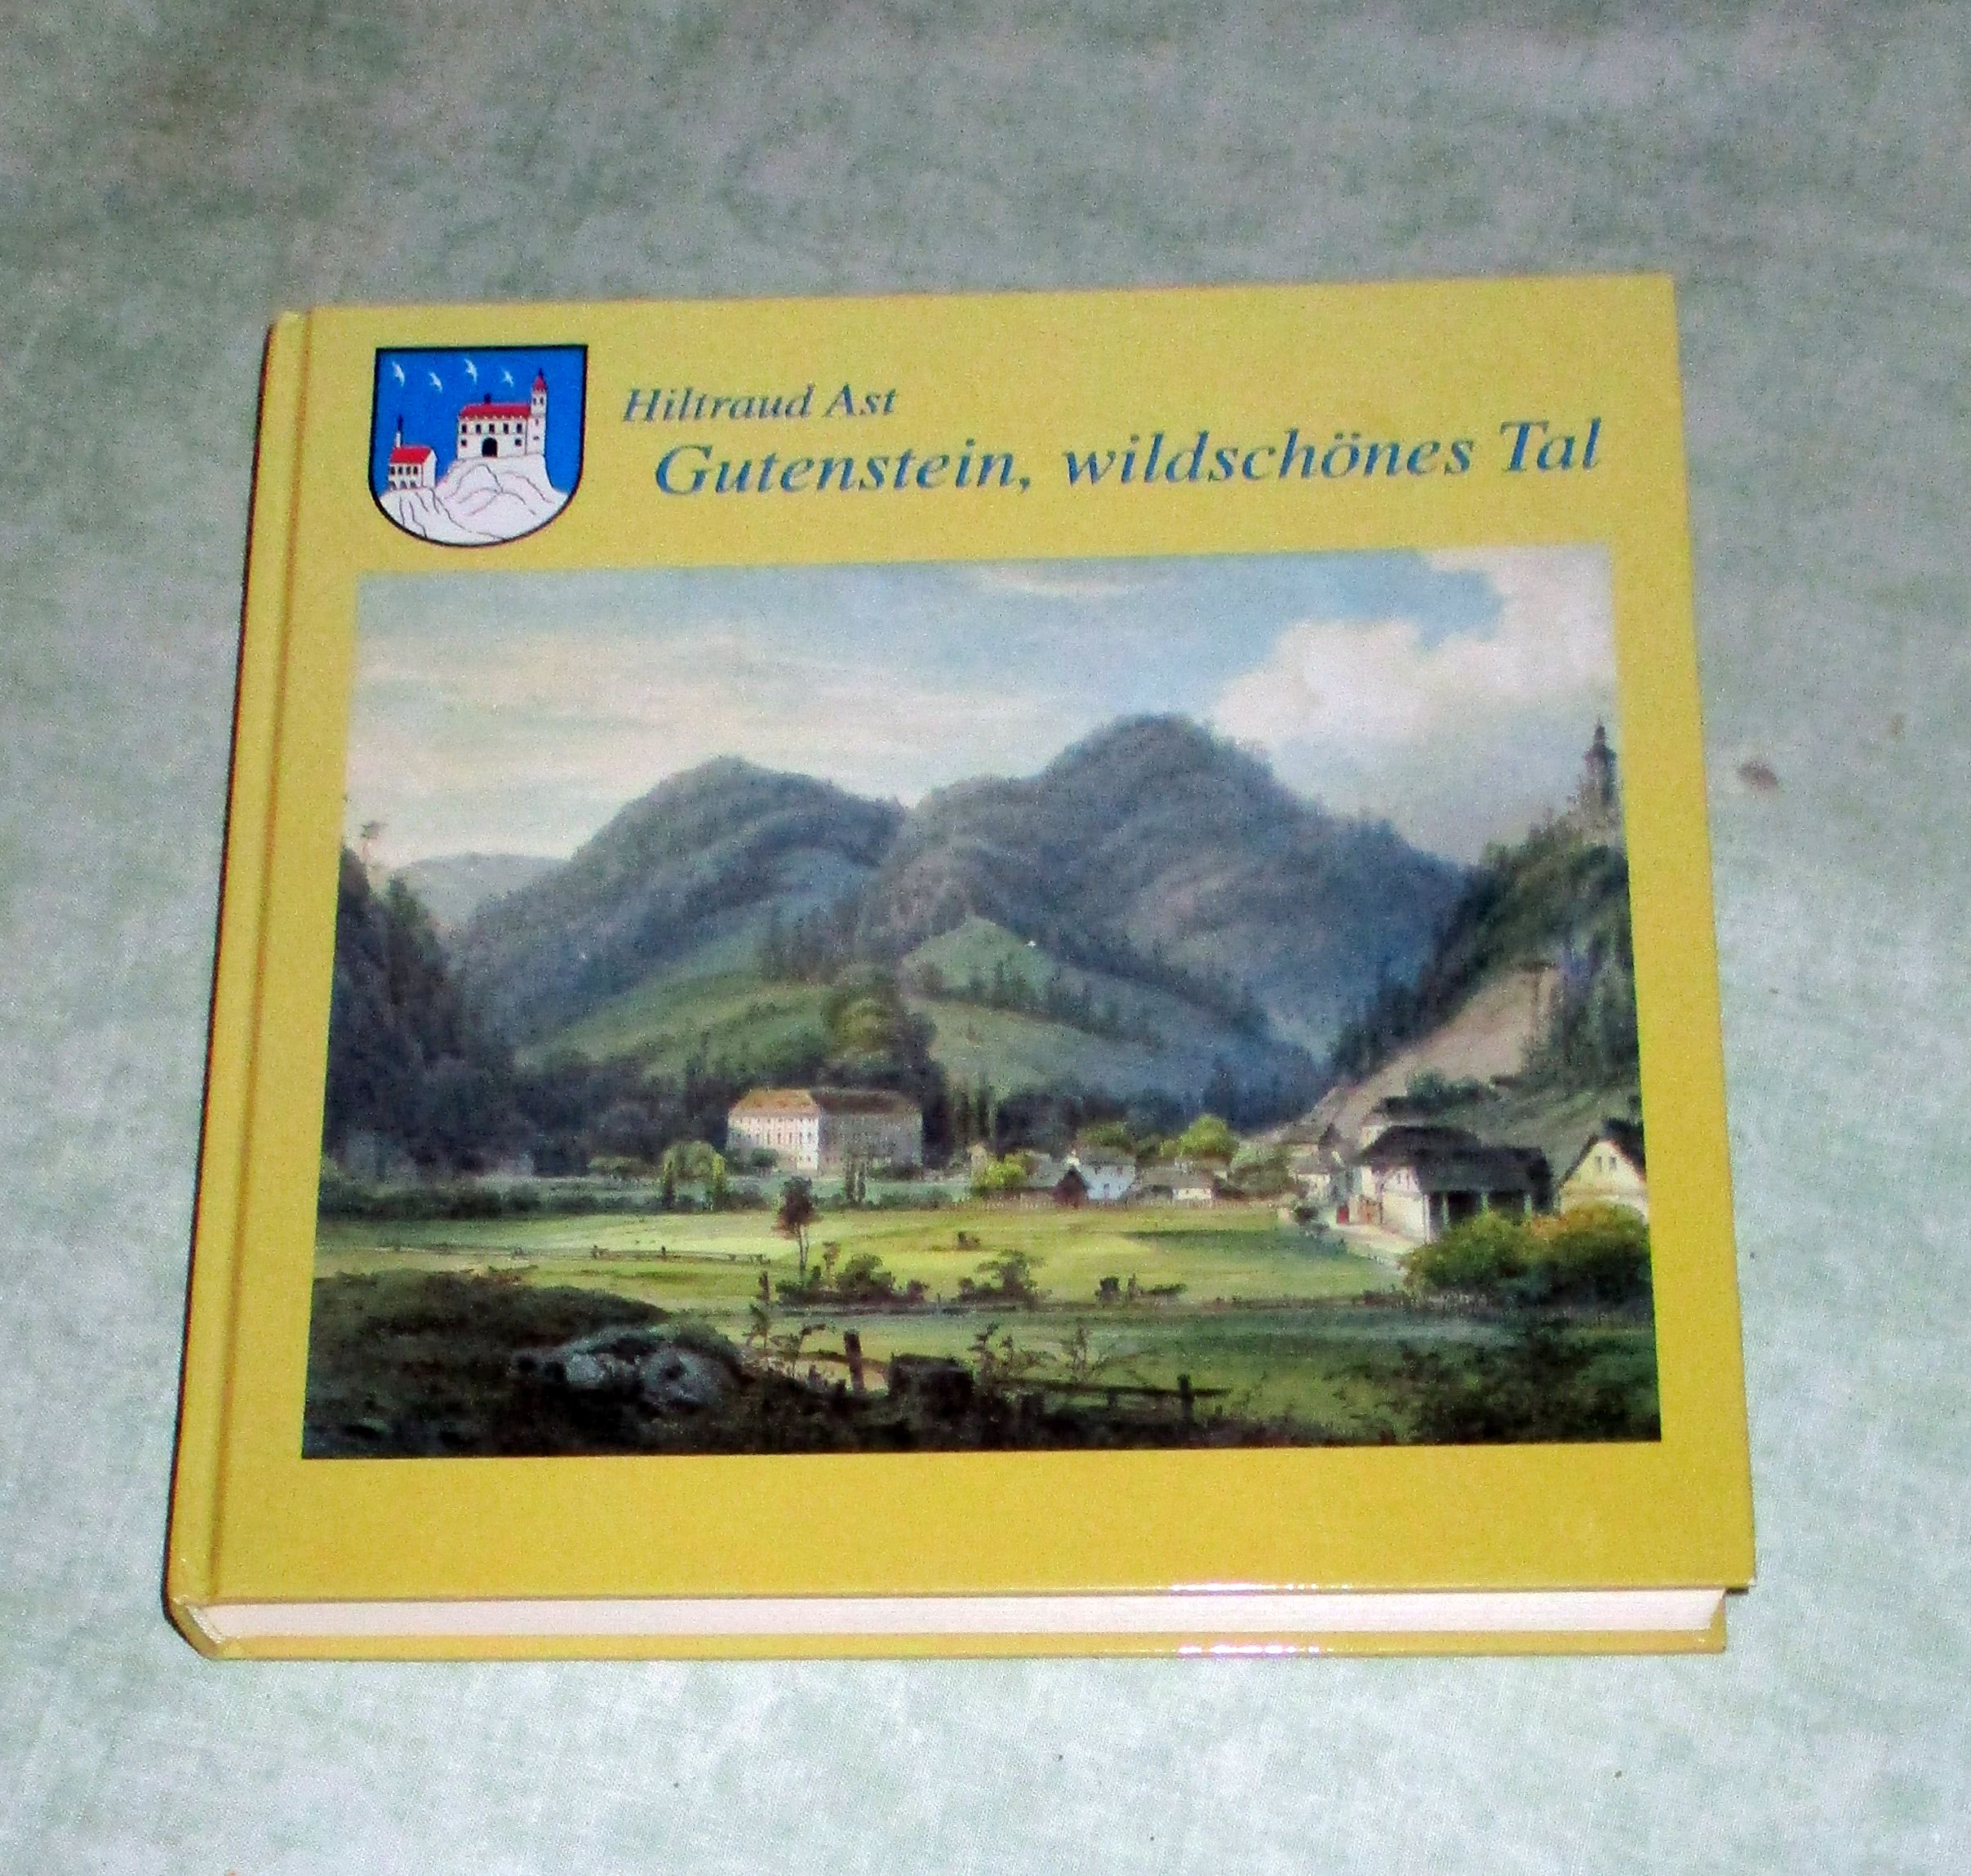 Hiltraud Ast
Gutenstein, wildschönes Tal